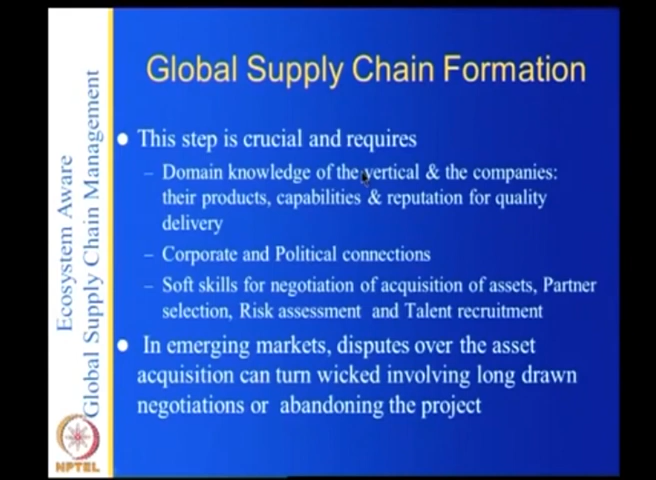 Global Supply Chain Formation
This step is crucial and requires
– Domain knowledge of the vertical & the companies:
their products, capabilities & reputation for quality
delivery
– Corporate and Political connections
– Soft skills for negotiation of acquisition of assets, Partner
selection, Risk assessment and Talent recruitment
In emerging markets, disputes over the asset
acquisition can turn wicked involving long drawn
negotiations or abandoning the project
Ecosystem Aware
Global Supply Chain Management
NPTEL